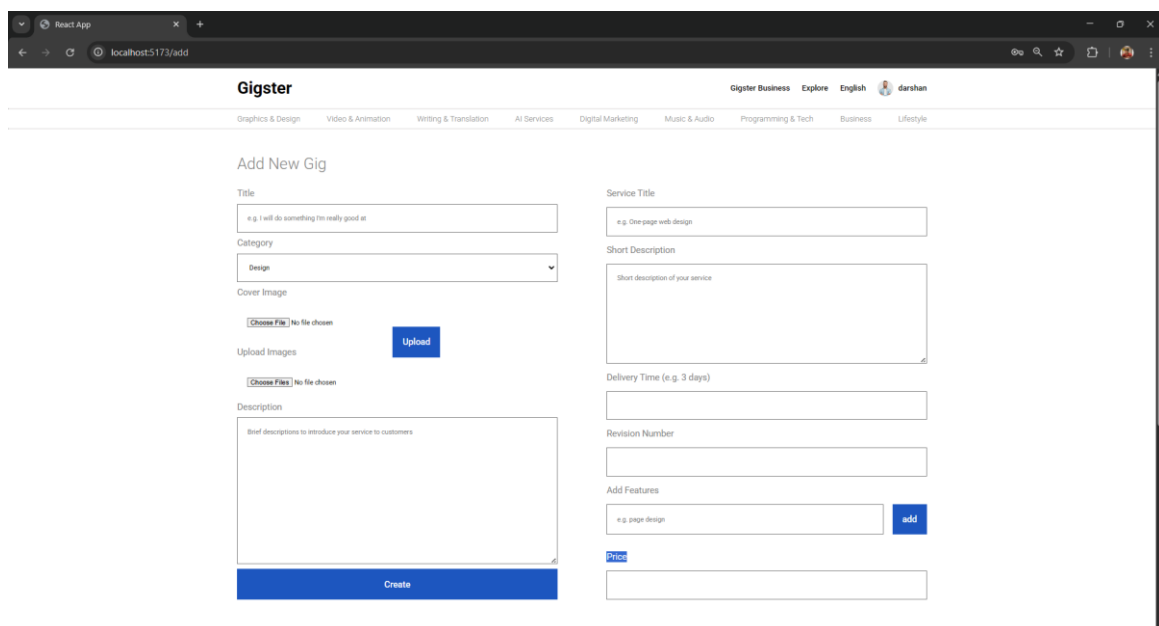 React App
localhost:5173/add
Gigster
Gigster Business Explore English darshan
Graphics & Design Video & Animation Writing & Translation AI Services Digital Marketing Music & Audio Programming & Tech Business Lifestyle
Add New Gig
Title
e.g. I will do something I'm really good at
Category
Design
Cover Image
Choose File No file chosen
Upload
Upload Images
Choose Files No file chosen
Description
Brief descriptions to introduce your service to customers
Create
Service Title
e.g. One-page web design
Short Description
Short description of your service
Delivery Time (e.g. 3 days)
Revision Number
Add Features
e.g. page design
add
Price